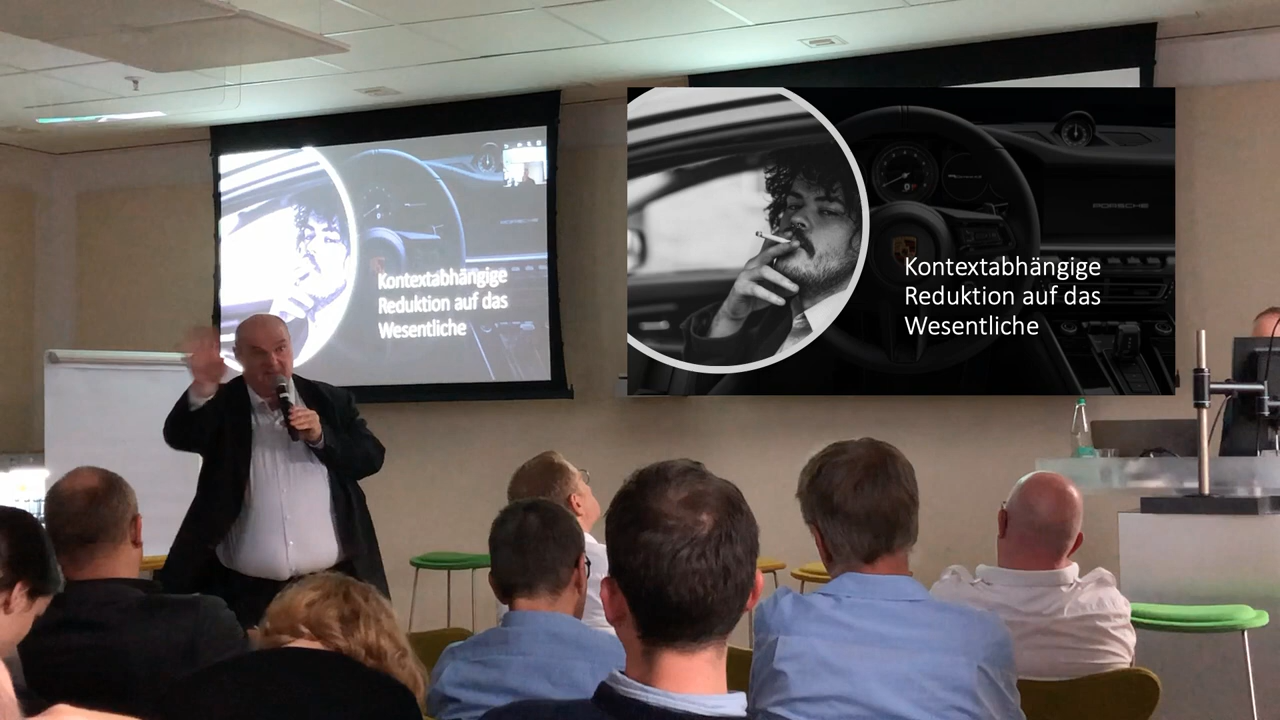 Kontextabhängige
Reduktion auf das
Wesentliche
PORSCHE
Kontextabhängige
Reduktion auf das
Wesentliche